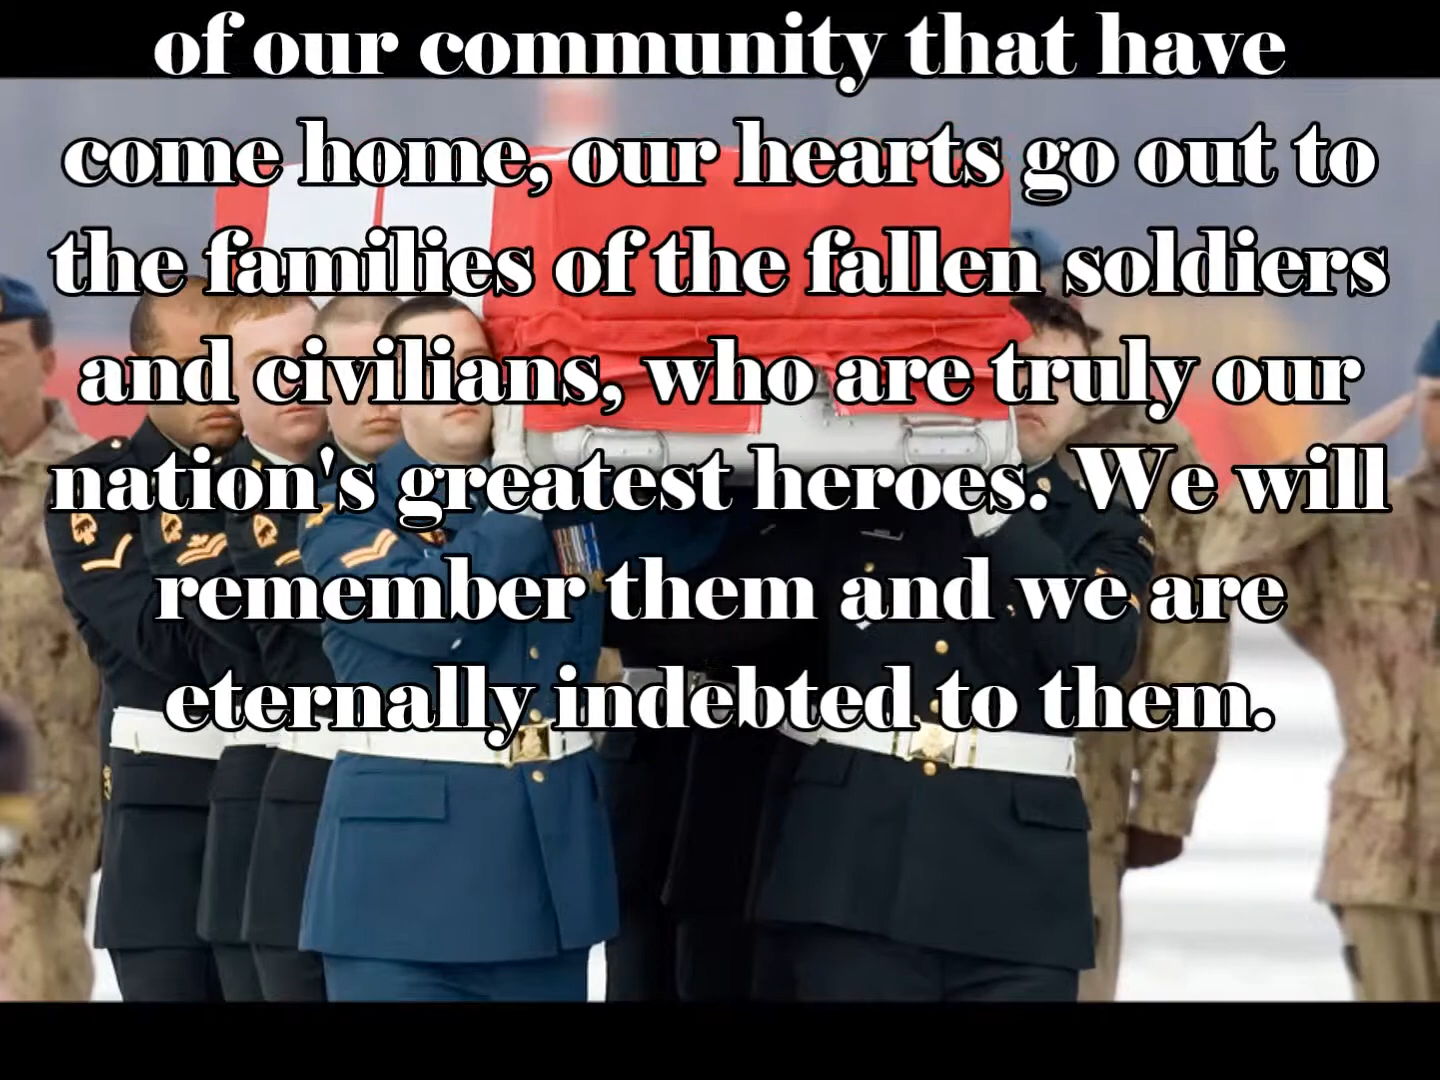 of our community that have
come home, our hearts go out to
the families of the fallen soldiers
and civilians, who are truly our
nation's greatest heroes. We will
remember them and we are
eternally indebted to them.